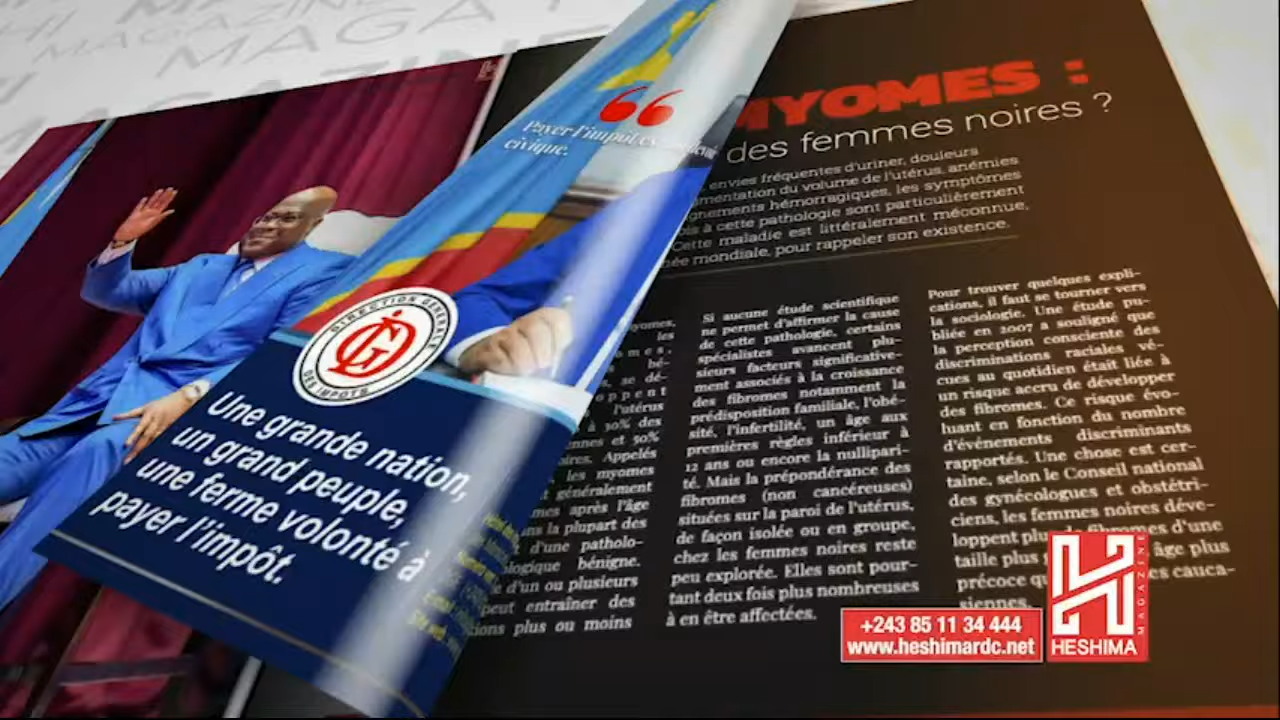 MAGAZINE
MAGA
“
Payer l'impôt
civique.
MYOMES :
des femmes noires ?
envies fréquentes d'uriner, douleurs
mentation du volume de l'utérus, anémies
gnements hémorragiques, les symptômes
à cette pathologie sont particulièrement
Cette maladie est littéralement méconnue,
mondiale, pour rappeler son existence.
DIRECTION GÉNÉRALE
DES IMPÔTS
DGI
Une grande nation,
un grand peuple,
une ferme volonté à
payer l'impôt.
myomes,
les
omes,
bé-
se dé-
oppent
l'utérus
à 30% des
nnes et 50%
oires. Appelés
les myomes
généralement
mes après l'âge
ns la plupart des
d'une patholo-
logique bénigne.
d'un ou plusieurs
peut entraîner des
ions plus ou moins
Si aucune étude scientifique
ne permet d'affirmer la cause
de cette pathologie, certains
spécialistes avancent plu-
sieurs facteurs significative-
ment associés à la croissance
des fibromes notamment la
prédisposition familiale, l'obé-
sité, l'infertilité, un âge aux
premières règles inférieur à
12 ans ou encore la nullipari-
té. Mais la prépondérance des
fibromes (non cancéreuses)
situées sur la paroi de l'utérus,
de façon isolée ou en groupe,
chez les femmes noires reste
peu explorée. Elles sont pour-
tant deux fois plus nombreuses
à en être affectées.
Pour trouver quelques expli-
cations, il faut se tourner vers
la sociologie. Une étude pu-
bliée en 2007 a souligné que
la perception consciente des
discriminations raciales vé-
cues au quotidien était liée à
un risque accru de développer
des fibromes. Ce risque évo-
luant en fonction du nombre
d'événements discriminants
rapportés. Une chose est cer-
taine, selon le Conseil national
des gynécologues et obstétri-
ciens, les femmes noires déve-
loppent plus de fibromes d'une
taille plus âge plus
précoce qu es cauca-
siennes.
+243 85 11 34 444
www.heshimardc.net
HESHIMA
MAGAZINE